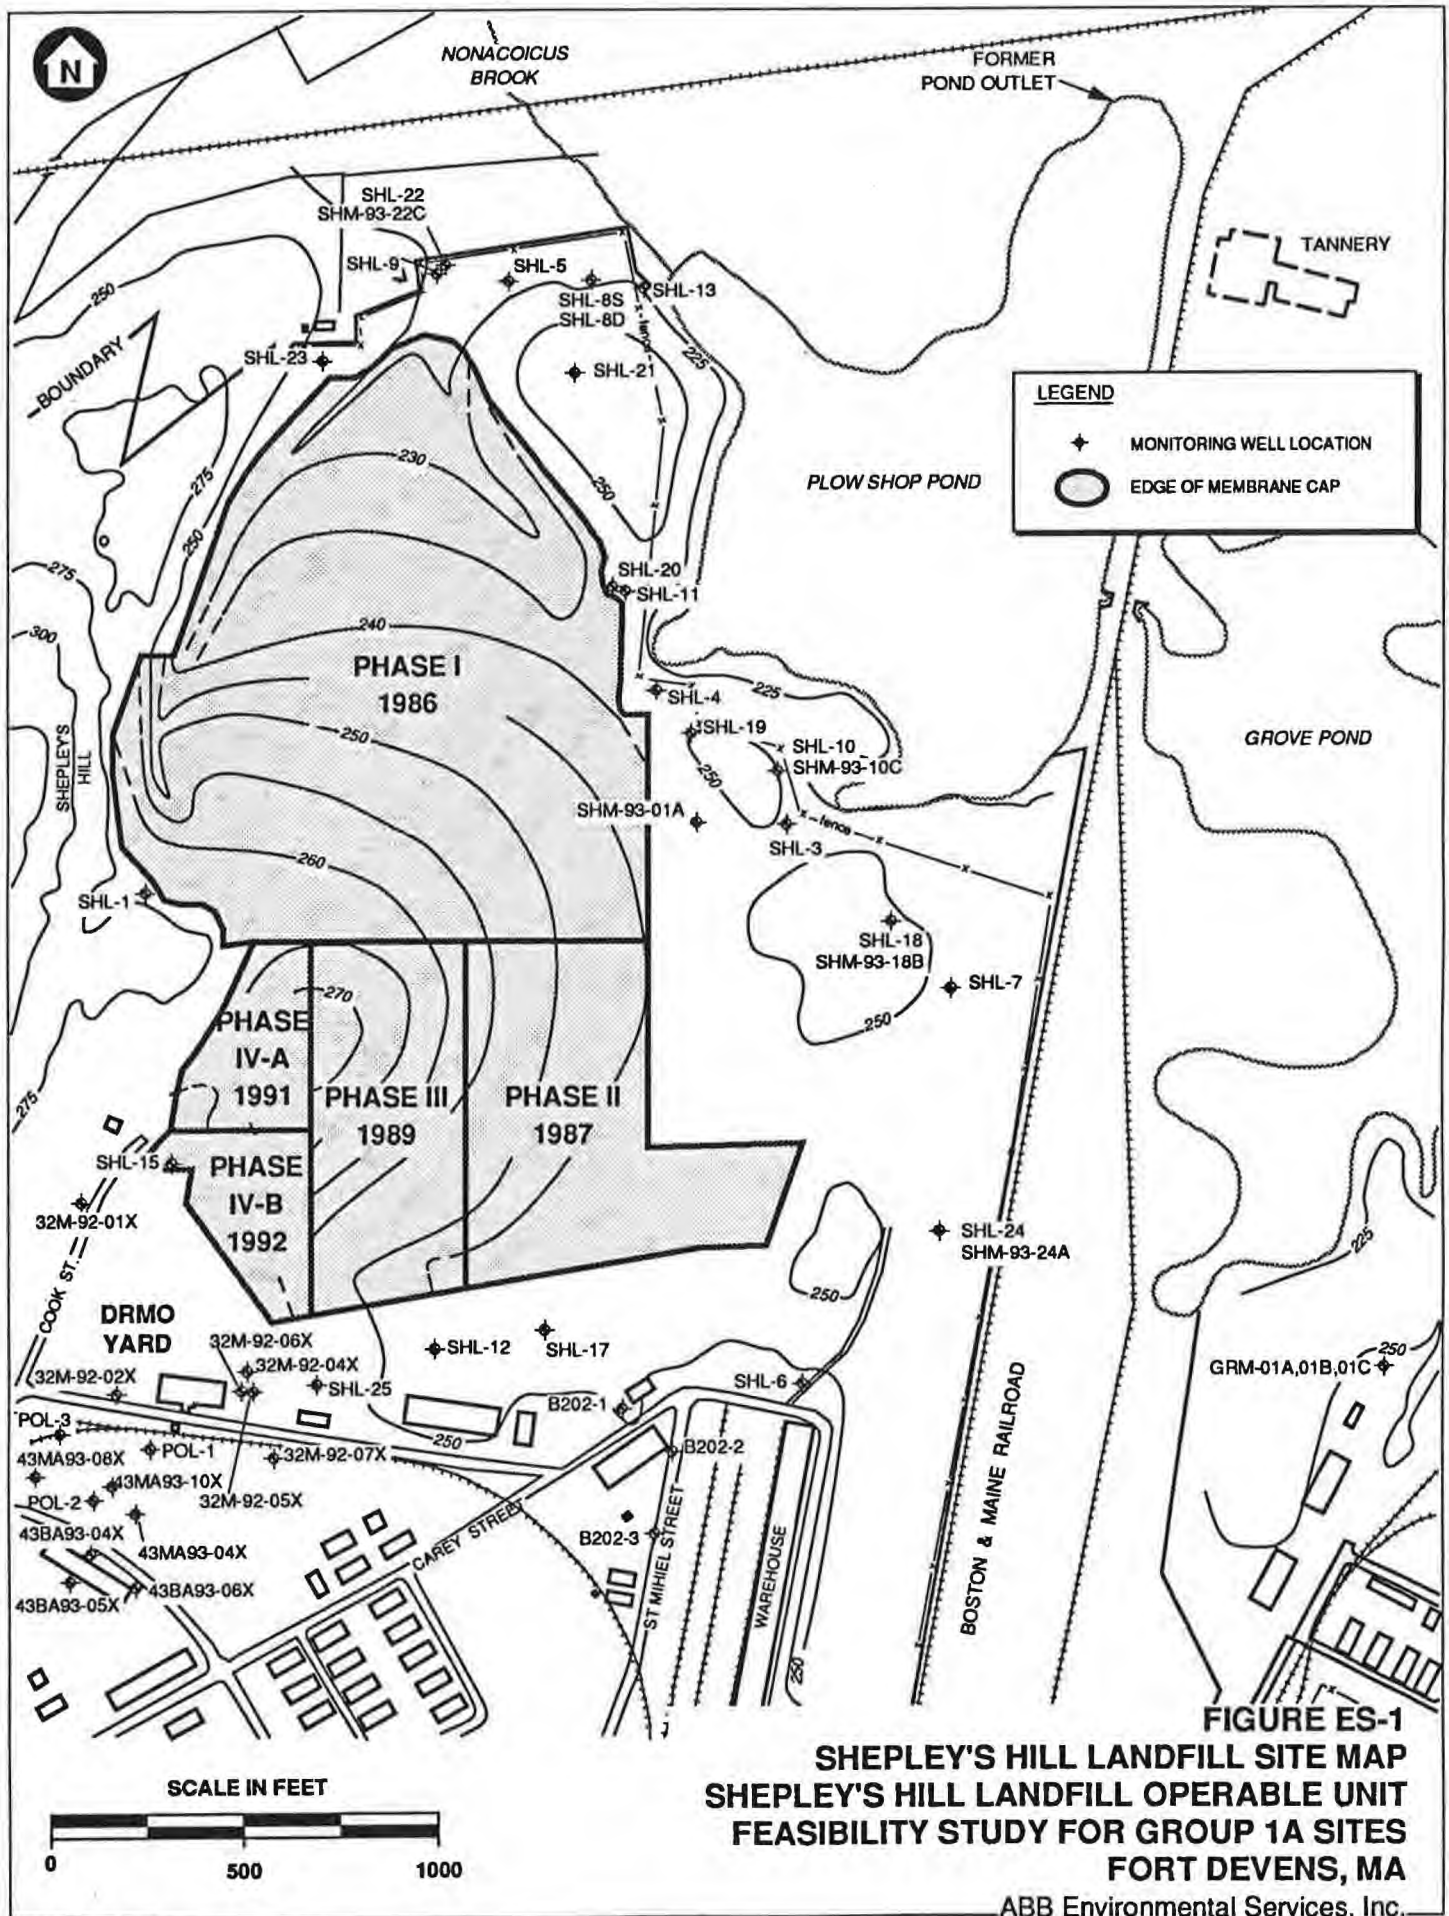 N
NONACOICUS
BROOK
FORMER
POND OUTLET
SHL-22
SHM-93-22C
SHL-9
SHL-5
SHL-8S
SHL-8D
SHL-13
TANNERY
250
BOUNDARY
SHL-23
fence
225
SHL-21
LEGEND
MONITORING WELL LOCATION
EDGE OF MEMBRANE CAP
230
275
250
250
PLOW SHOP POND
275
SHL-20
SHL-11
300
240
PHASE I
1986
SHL-4
225
SHEPLEY'S
HILL
250
SHL-19
SHL-10
SHM-93-10C
250
GROVE POND
SHM-93-01A
fence
SHL-3
260
SHL-1
SHL-18
SHM-93-18B
SHL-7
250
270
PHASE
IV-A
1991
PHASE III
1989
PHASE II
1987
275
SHL-15
PHASE
IV-B
1992
32M-92-01X
SHL-24
SHM-93-24A
225
250
COOK ST.
DRMO
YARD
32M-92-06X
32M-92-04X
SHL-12
SHL-17
32M-92-02X
SHL-25
SHL-6
GRM-01A,01B,01C
250
B202-1
POL-3
POL-1
250
B202-2
43MA93-08X
32M-92-07X
43MA93-10X
POL-2
32M-92-05X
43BA93-04X
43MA93-04X
CAREY STREET
B202-3
43BA93-06X
43BA93-05X
ST MIHIEL STREET
WAREHOUSE
BOSTON & MAINE RAILROAD
250
FIGURE ES-1
SHEPLEY'S HILL LANDFILL SITE MAP
SHEPLEY'S HILL LANDFILL OPERABLE UNIT
FEASIBILITY STUDY FOR GROUP 1A SITES
FORT DEVENS, MA
ABB Environmental Services, Inc.
SCALE IN FEET
0
500
1000